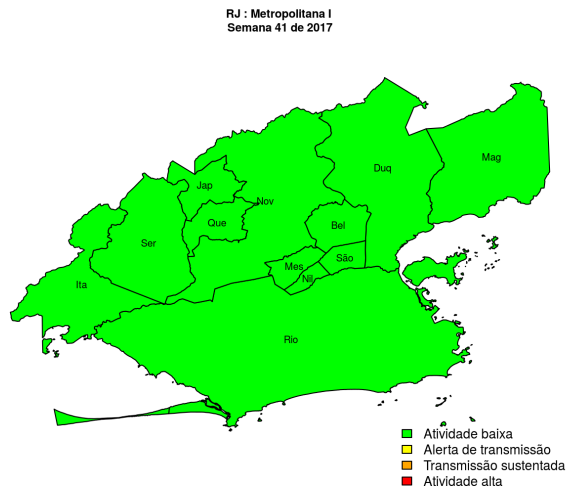 RJ : Metropolitana I
Semana 41 de 2017
Mag
Duq
Jap
Nov
Que
Bel
Ser
São
Mes
Nil
Ita
Rio
Atividade baixa
Alerta de transmissão
Transmissão sustentada
Atividade alta